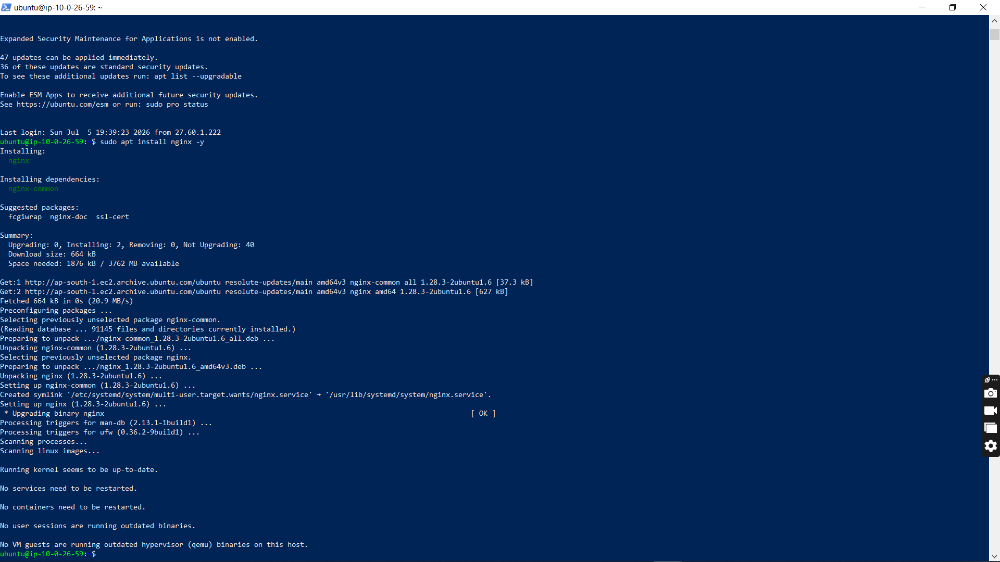 ubuntu@ip-10-0-26-59: ~
Expanded Security Maintenance for Applications is not enabled.
47 updates can be applied immediately.
36 of these updates are standard security updates.
To see these additional updates run: apt list --upgradable
Enable ESM Apps to receive additional future security updates.
See https://ubuntu.com/esm or run: sudo pro status
Last login: Sun Jul  5 19:39:23 2026 from 27.60.1.222
ubuntu@ip-10-0-26-59: $ sudo apt install nginx -y
Installing:
  nginx
Installing dependencies:
  nginx-common
Suggested packages:
  fcgiwrap  nginx-doc  ssl-cert
Summary:
  Upgrading: 0, Installing: 2, Removing: 0, Not Upgrading: 40
  Download size: 664 kB
  Space needed: 1876 kB / 3762 MB available
Get:1 http://ap-south-1.ec2.archive.ubuntu.com/ubuntu resolute-updates/main amd64v3 nginx-common all 1.28.3-2ubuntu1.6 [37.3 kB]
Get:2 http://ap-south-1.ec2.archive.ubuntu.com/ubuntu resolute-updates/main amd64v3 nginx amd64 1.28.3-2ubuntu1.6 [627 kB]
Fetched 664 kB in 0s (20.9 MB/s)
Preconfiguring packages ...
Selecting previously unselected package nginx-common.
(Reading database ... 91145 files and directories currently installed.)
Preparing to unpack .../nginx-common_1.28.3-2ubuntu1.6_all.deb ...
Unpacking nginx-common (1.28.3-2ubuntu1.6) ...
Selecting previously unselected package nginx.
Preparing to unpack .../nginx_1.28.3-2ubuntu1.6_amd64v3.deb ...
Unpacking nginx (1.28.3-2ubuntu1.6) ...
Setting up nginx-common (1.28.3-2ubuntu1.6) ...
Created symlink '/etc/systemd/system/multi-user.target.wants/nginx.service' → '/usr/lib/systemd/system/nginx.service'.
Setting up nginx (1.28.3-2ubuntu1.6) ...
 * Upgrading binary nginx [ OK ]
Processing triggers for man-db (2.13.1-1build1) ...
Processing triggers for ufw (0.36.2-9build1) ...
Scanning processes...
Scanning linux images...
Running kernel seems to be up-to-date.
No services need to be restarted.
No containers need to be restarted.
No user sessions are running outdated binaries.
No VM guests are running outdated hypervisor (qemu) binaries on this host.
ubuntu@ip-10-0-26-59: $